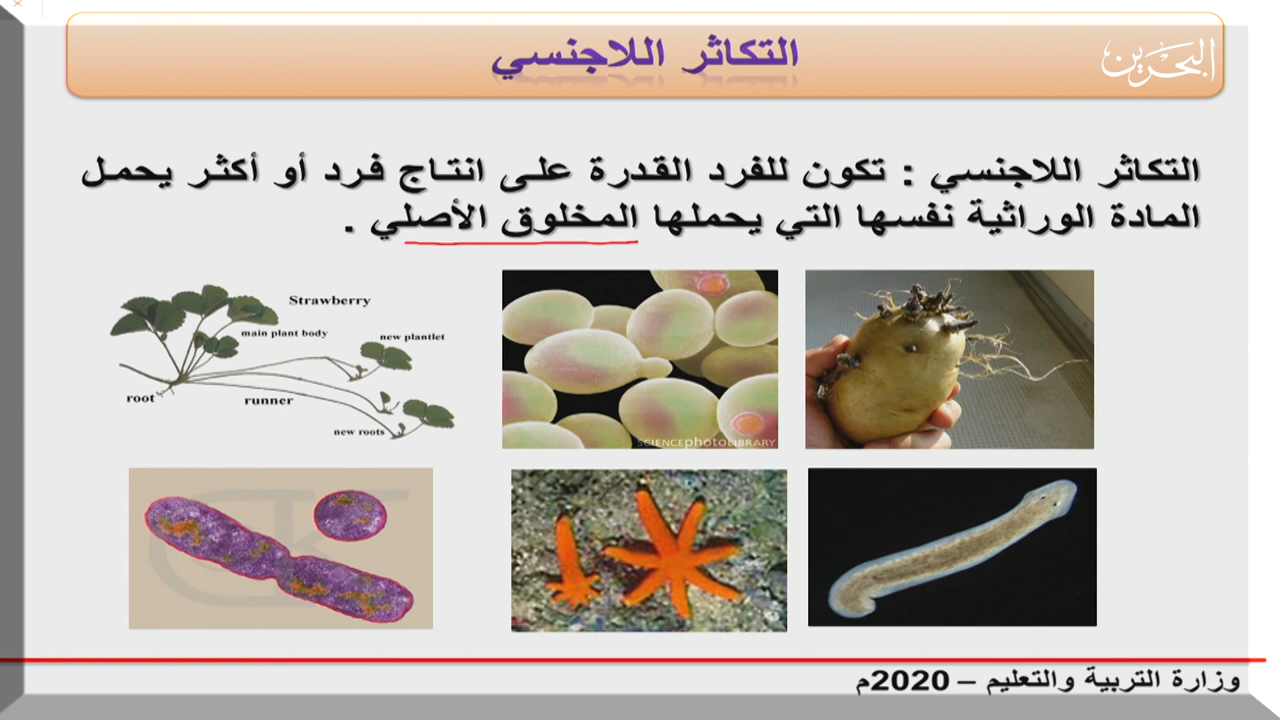 التكاثر اللاجنسي
البحرين
التكاثر اللاجنسي : تكون للفرد القدرة على انتاج فرد أو أكثر يحمل
المادة الوراثية نفسها التي يحملها المخلوق الأصلي .
Strawberry
main plant body
new plantlet
root
runner
new roots
SCIENCEphotoLIBRARY
وزارة التربية والتعليم – 2020م